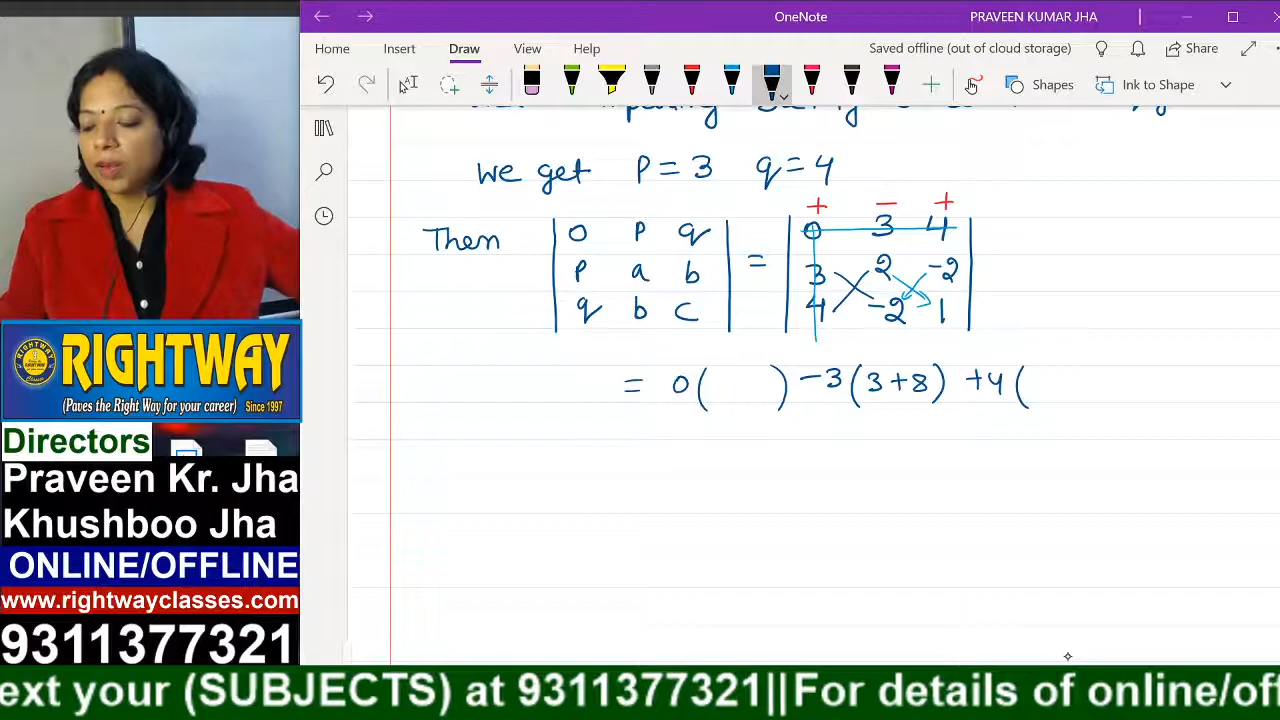 OneNote PRAVEEN KUMAR JHA
Home Insert Draw View Help Saved offline (out of cloud storage) Share
Shapes Ink to Shape
We get P = 3 q = 4
+ − +
Then | 0 P q | = | 0 3 4 |
| P a b | | 3 2 -2 |
| q b c | | 4 -2 1 |
= 0( ) -3(3+8) +4(
RIGHTWAY
Classes
(Paves the Right Way for your career) Since 1997
Directors
Praveen Kr. Jha
Khushboo Jha
ONLINE/OFFLINE
www.rightwayclasses.com
9311377321
ext your (SUBJECTS) at 9311377321||For details of online/off